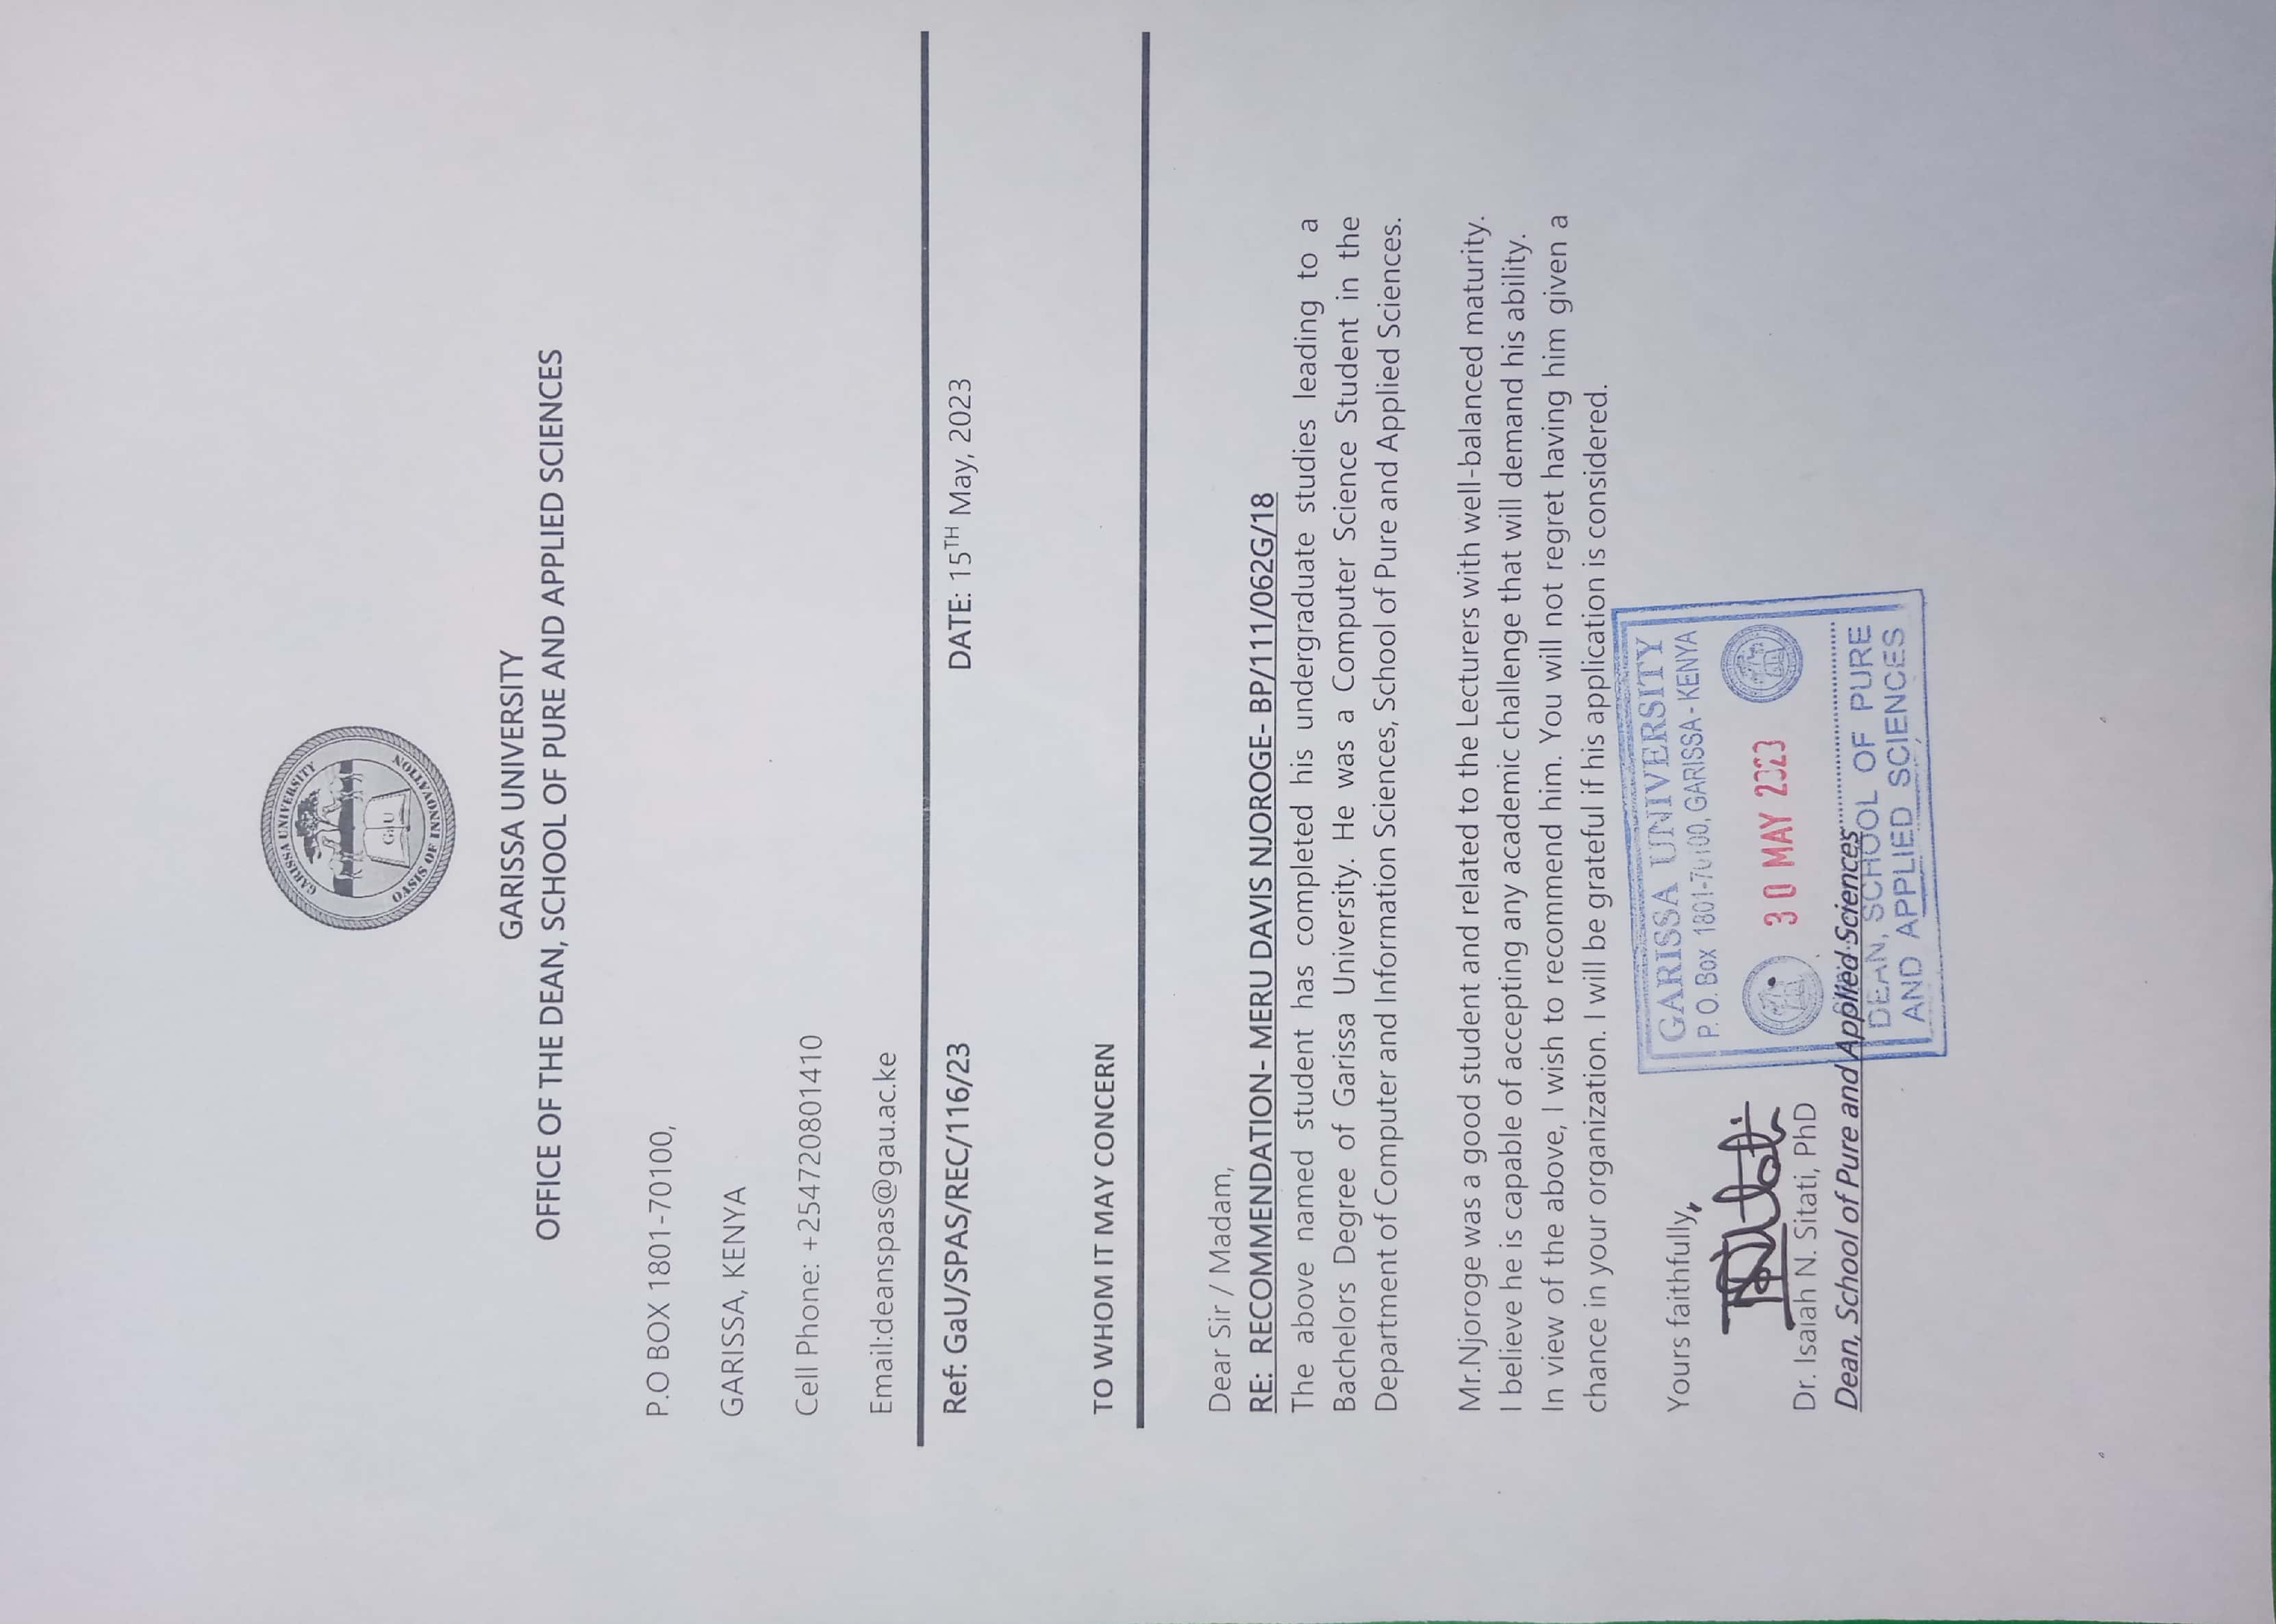 GARISSA UNIVERSITY
GaU
OASIS OF INNOVATION
GARISSA UNIVERSITY
OFFICE OF THE DEAN, SCHOOL OF PURE AND APPLIED SCIENCES
P.O BOX 1801-70100,
GARISSA, KENYA
Cell Phone: +254720801410
Email:deanspas@gau.ac.ke
Ref: GaU/SPAS/REC/116/23 DATE: 15TH May, 2023
TO WHOM IT MAY CONCERN
Dear Sir / Madam,
RE: RECOMMENDATION- MERU DAVIS NJOROGE- BP/111/062G/18
The above named student has completed his undergraduate studies leading to a
Bachelors Degree of Garissa University. He was a Computer Science Student in the
Department of Computer and Information Sciences, School of Pure and Applied Sciences.
Mr.Njoroge was a good student and related to the Lecturers with well-balanced maturity.
I believe he is capable of accepting any academic challenge that will demand his ability.
In view of the above, I wish to recommend him. You will not regret having him given a
chance in your organization. I will be grateful if his application is considered.
Yours faithfully,
Dr. Isaiah N. Sitati, PhD
Dean, School of Pure and Applied Sciences
GARISSA UNIVERSITY
P. O. Box 1801-70100, GARISSA - KENYA
30 MAY 2023
DEAN, SCHOOL OF PURE
AND APPLIED SCIENCES